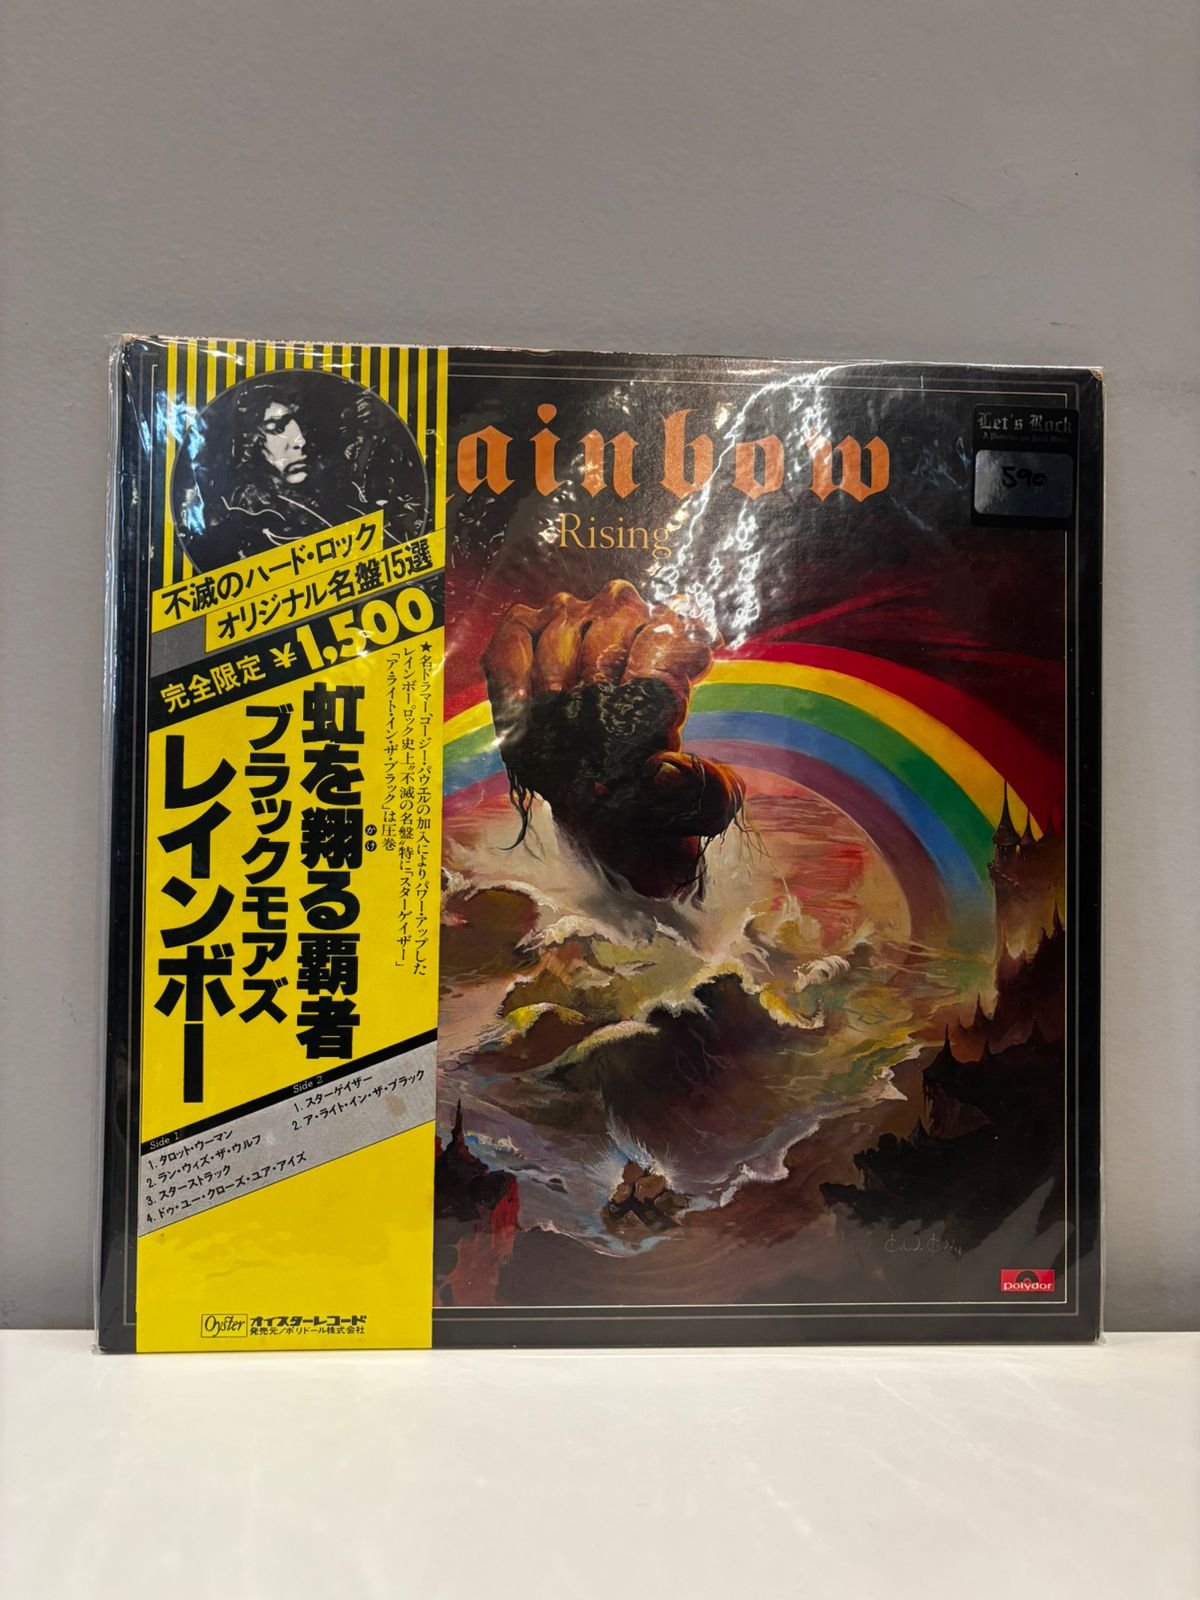 Rainbow
Rising
Let's Rock
590
不滅のハード・ロック
オリジナル名盤15選
完全限定 ¥1,500
★名ドラマー、コージー・パウエルの加入によりパワー・アップした
レインボー。ロック史上"不滅の名盤"特に「スターゲイザー」
「ア・ライト・イン・ザ・ブラック」は圧巻
虹を翔る覇者
かけ
ブラックモアズ
レインボー
Side 1
1. タロット・ウーマン
2. ラン・ウィズ・ザ・ウルフ
3. スターストラック
4. ドゥ・ユー・クローズ・ユア・アイズ
Side 2
1. スターゲイザー
2. ア・ライト・イン・ザ・ブラック
Oyster オイスターレコード
発売元/ポリドール株式会社
Polydor